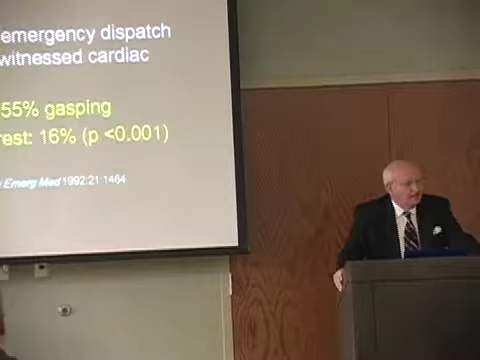 emergency dispatch
witnessed cardiac
55% gasping
rest: 16% (p <0.001)
Emerg Med 1992:21:1464